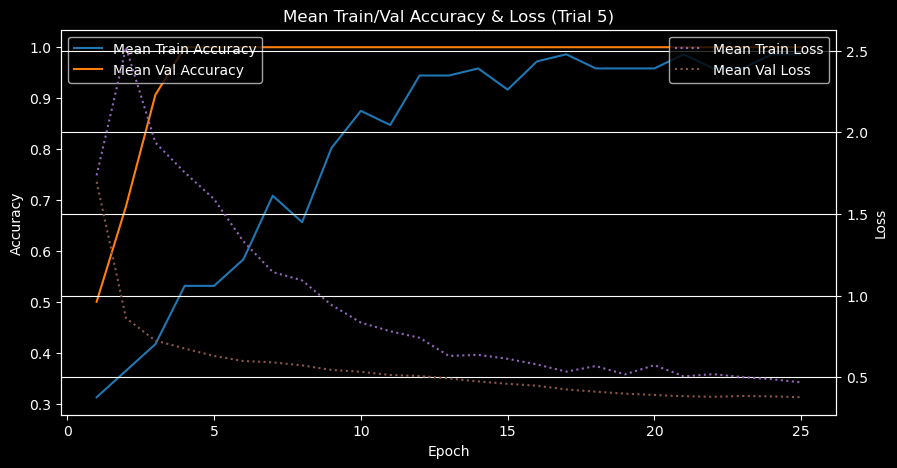 Mean Train/Val Accuracy & Loss (Trial 5)
Mean Train Accuracy
Mean Val Accuracy
Mean Train Loss
Mean Val Loss
Accuracy
1.0
0.9
0.8
0.7
0.6
0.5
0.4
0.3
Loss
2.5
2.0
1.5
1.0
0.5
0 5 10 15 20 25
Epoch